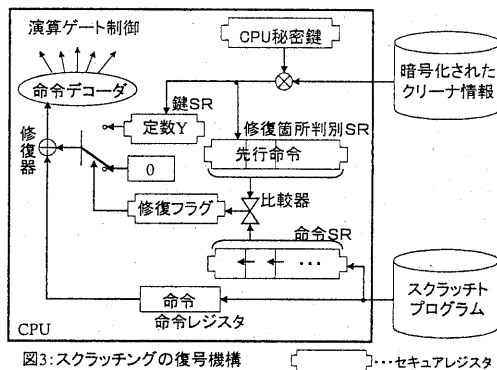 演算ゲート制御
CPU秘密鍵
暗号化された
クリーナ情報
命令デコーダ
鍵SR
定数Y
修復箇所判別SR
先行命令
修復器
0
比較器
修復フラグ
命令SR
...
命令
命令レジスタ
スクラッチト
プログラム
CPU
図3:スクラッチングの復号機構
…セキュアレジスタ